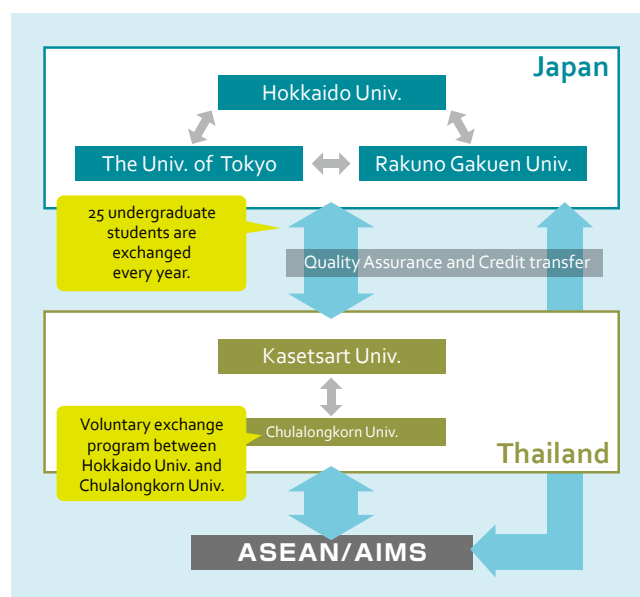 Japan
Hokkaido Univ.
The Univ. of Tokyo
Rakuno Gakuen Univ.
25 undergraduate
students are
exchanged
every year.
Quality Assurance and Credit transfer
Kasetsart Univ.
Voluntary exchange
program between
Hokkaido Univ. and
Chulalongkorn Univ.
Chulalongkorn Univ.
Thailand
ASEAN/AIMS